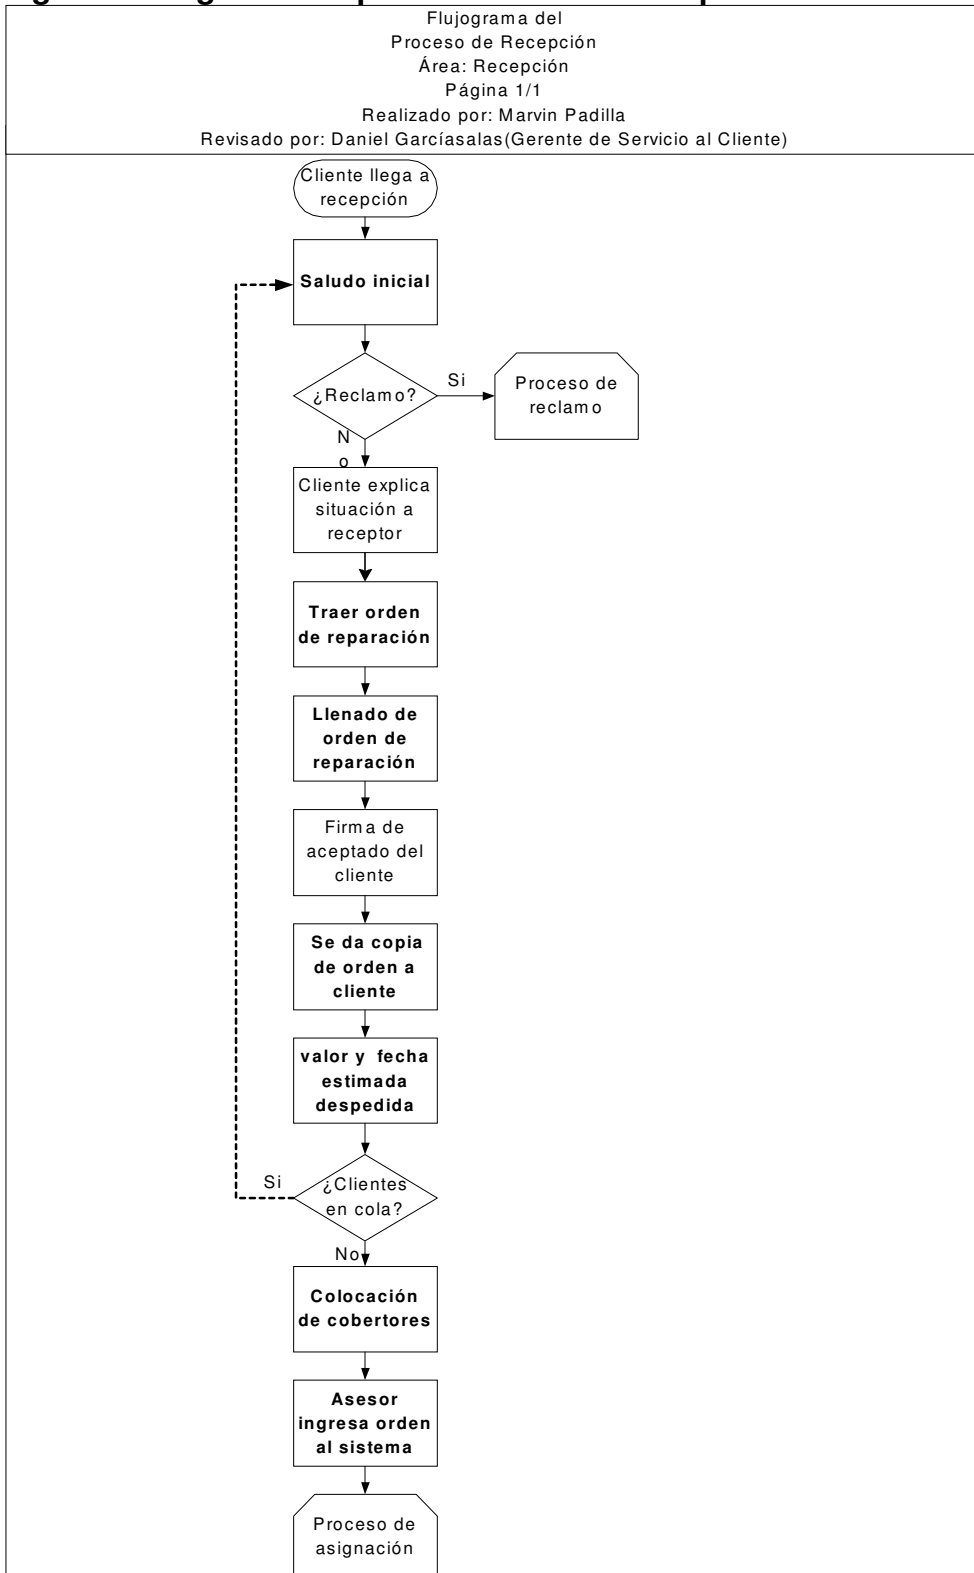 Flujograma del
Proceso de Recepción
Área: Recepción
Página 1/1
Realizado por: Marvin Padilla
Revisado por: Daniel Garcíasalas(Gerente de Servicio al Cliente)
Cliente llega a
recepción
Saludo inicial
¿Reclamo?
Si
Proceso de
reclamo
N
o
Cliente explica
situación a
receptor
Traer orden
de reparación
Llenado de
orden de
reparación
Firma de
aceptado del
cliente
Se da copia
de orden a
cliente
valor y fecha
estimada
despedida
Si
¿Clientes
en cola?
No
Colocación
de cobertores
Asesor
ingresa orden
al sistema
Proceso de
asignación